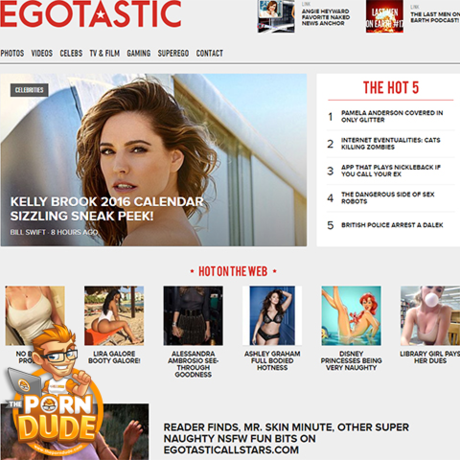 EGOTASTIC
LINK
ANGIE HEYWARD
FAVORITE NAKED
NEWS ANCHOR
LAST MEN
ON EARTH #17
LINK
THE LAST MEN ON
EARTH PODCAST!
PHOTOS VIDEOS CELEBS TV & FILM GAMING SUPEREGO CONTACT
CELEBRITIES
KELLY BROOK 2016 CALENDAR
SIZZLING SNEAK PEEK!
BILL SWIFT · 8 HOURS AGO
THE HOT 5
1 PAMELA ANDERSON COVERED IN
ONLY GLITTER
2 INTERNET EVENTUALITIES: CATS
KILLING ZOMBIES
3 APP THAT PLAYS NICKLEBACK IF
YOU CALL YOUR EX
4 THE DANGEROUS SIDE OF SEX
ROBOTS
5 BRITISH POLICE ARREST A DALEK
• HOT ON THE WEB •
NO B
PRO
LIRA GALORE
BOOTY GALORE!
ALESSANDRA
AMBROSIO SEE-
THROUGH
GOODNESS
ASHLEY GRAHAM
FULL BODIED
HOTNESS
DISNEY
PRINCESSES BEING
VERY NAUGHTY
LIBRARY GIRL PAYS
HER DUES
THE
PORN
DUDE
READER FINDS, MR. SKIN MINUTE, OTHER SUPER
NAUGHTY NSFW FUN BITS ON
EGOTASTICALLSTARS.COM